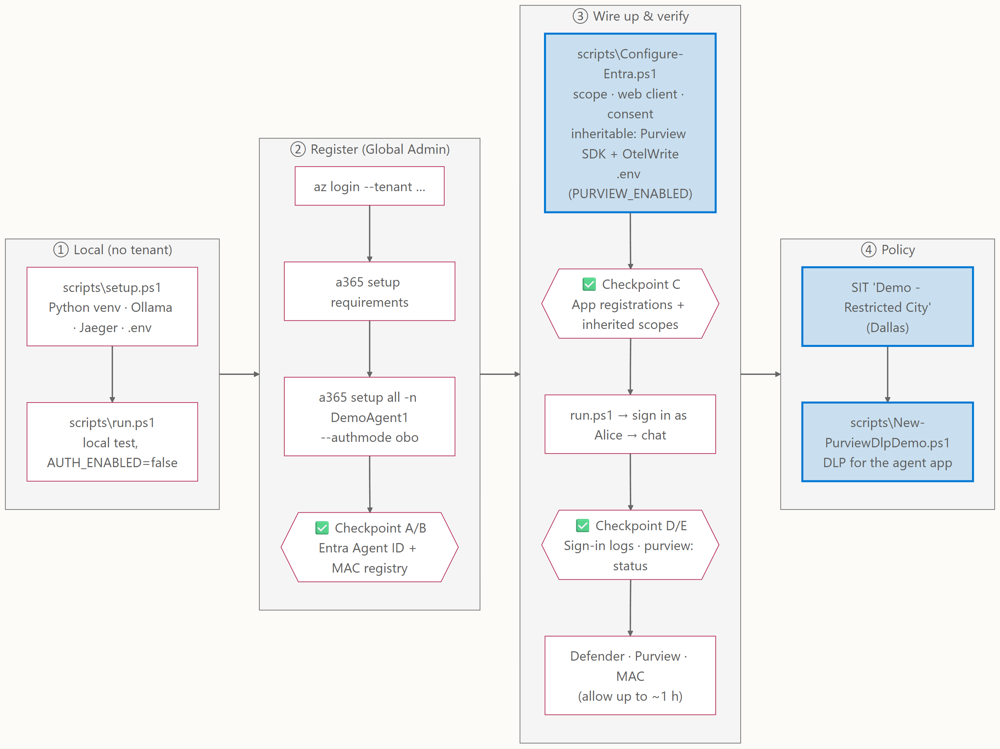 ① Local (no tenant)
scripts\setup.ps1
Python venv · Ollama
· Jaeger · .env
scripts\run.ps1
local test,
AUTH_ENABLED=false
② Register (Global Admin)
az login --tenant ...
a365 setup
requirements
a365 setup all -n
DemoAgent1
--authmode obo
✅ Checkpoint A/B
Entra Agent ID +
MAC registry
③ Wire up & verify
scripts\Configure-
Entra.ps1
scope · web client ·
consent
inheritable: Purview
SDK + OtelWrite
.env
(PURVIEW_ENABLED)
✅ Checkpoint C
App registrations +
inherited scopes
run.ps1 → sign in as
Alice → chat
✅ Checkpoint D/E
Sign-in logs · purview:
status
Defender · Purview ·
MAC
(allow up to ~1 h)
④ Policy
SIT 'Demo -
Restricted City'
(Dallas)
scripts\New-
PurviewDlpDemo.ps1
DLP for the agent app